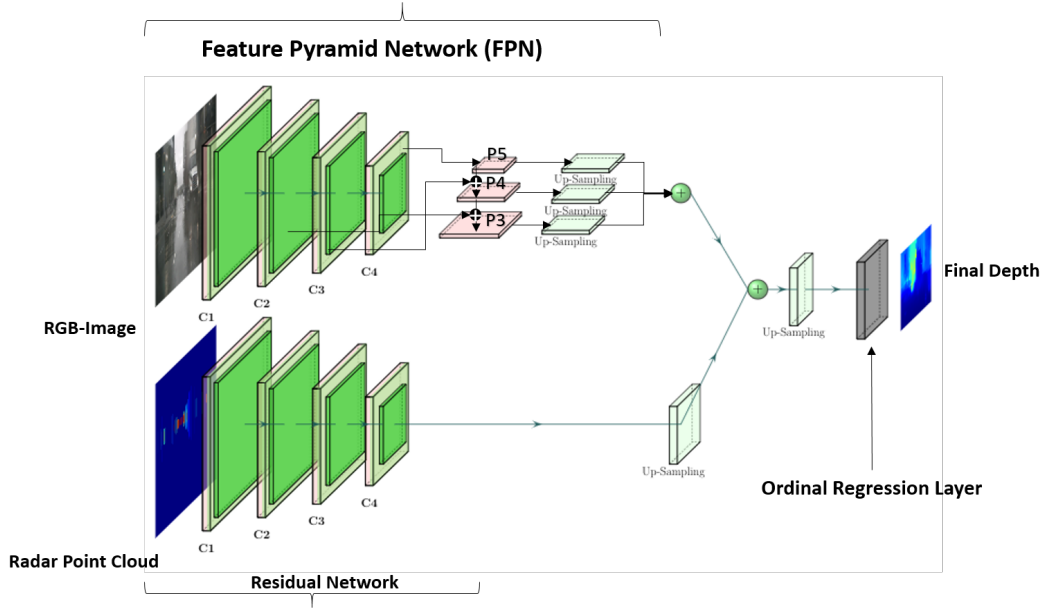 Feature Pyramid Network (FPN)
P5
P4
P3
Up-Sampling
Up-Sampling
Up-Sampling
C4
C3
C2
C1
RGB-Image
Final Depth
Up-Sampling
Up-Sampling
Ordinal Regression Layer
C4
C3
C2
C1
Radar Point Cloud
Residual Network